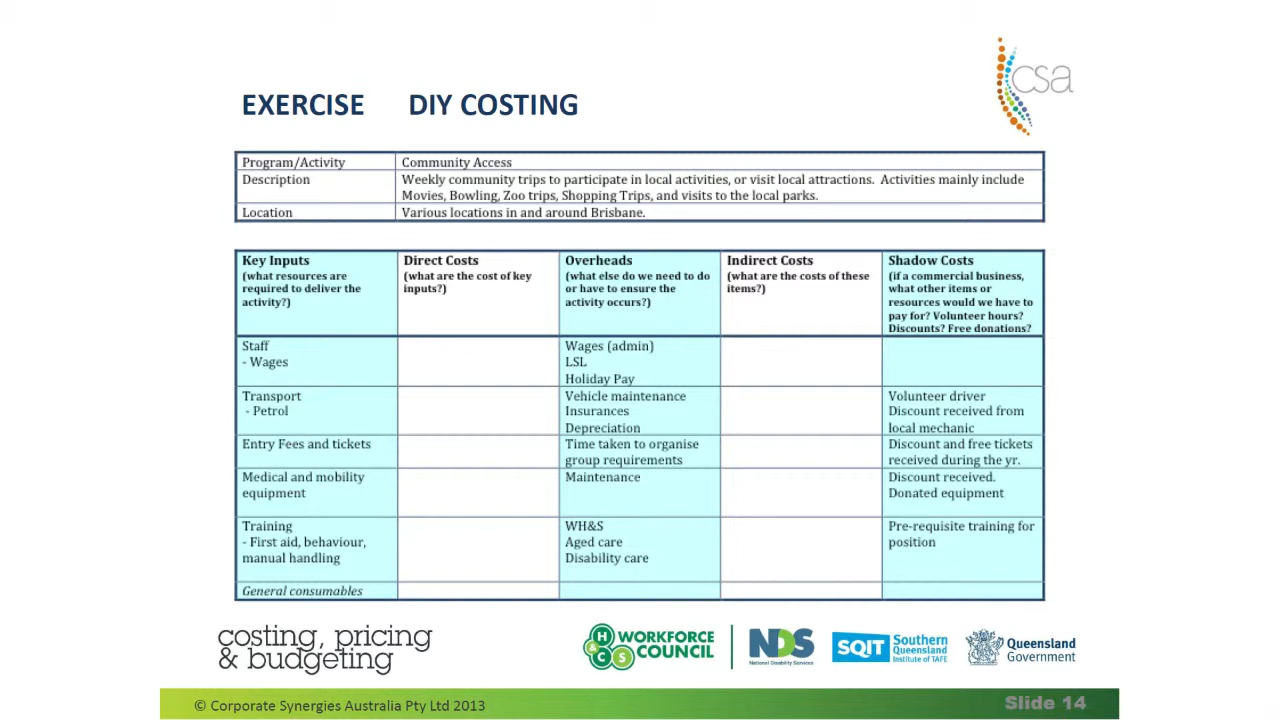 csa
EXERCISE DIY COSTING
Program/Activity Community Access
Description Weekly community trips to participate in local activities, or visit local attractions. Activities mainly include
Movies, Bowling, Zoo trips, Shopping Trips, and visits to the local parks.
Location Various locations in and around Brisbane.
Key Inputs
(what resources are
required to deliver the
activity?)
Direct Costs
(what are the cost of key
inputs?)
Overheads
(what else do we need to do
or have to ensure the
activity occurs?)
Indirect Costs
(what are the costs of these
items?)
Shadow Costs
(if a commercial business,
what other items or
resources would we have to
pay for? Volunteer hours?
Discounts? Free donations?
Staff
- Wages
Wages (admin)
LSL
Holiday Pay
Transport
- Petrol
Vehicle maintenance
Insurances
Depreciation
Volunteer driver
Discount received from
local mechanic
Entry Fees and tickets
Time taken to organise
group requirements
Discount and free tickets
received during the yr.
Medical and mobility
equipment
Maintenance
Discount received.
Donated equipment
Training
- First aid, behaviour,
manual handling
WH&S
Aged care
Disability care
Pre-requisite training for
position
General consumables
costing, pricing
& budgeting
H & C S
WORKFORCE
COUNCIL
NDS
National Disability Services
SQIT
Southern
Queensland
Institute of TAFE
Queensland
Government
© Corporate Synergies Australia Pty Ltd 2013
Slide 14